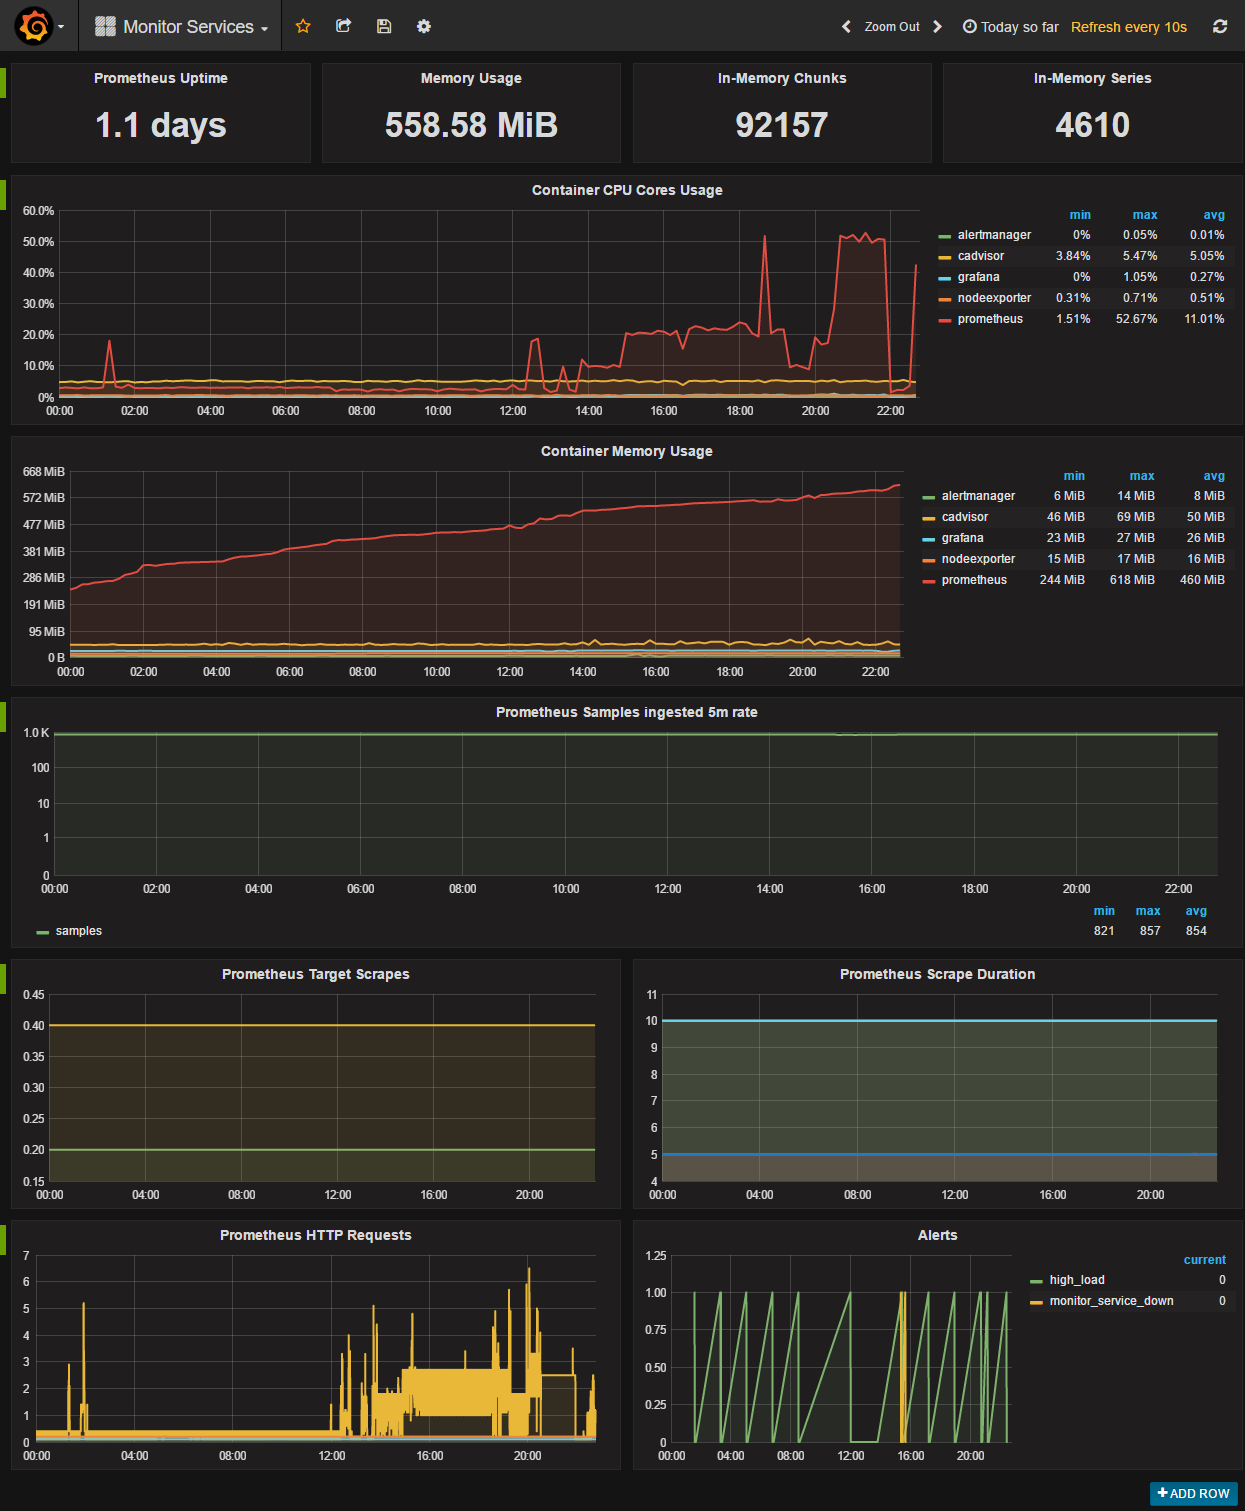 Monitor Services
Zoom Out
Today so far
Refresh every 10s
Prometheus Uptime
1.1 days
Memory Usage
558.58 MiB
In-Memory Chunks
92157
In-Memory Series
4610
Container CPU Cores Usage
60.0%
50.0%
40.0%
30.0%
20.0%
10.0%
0%
00:00 02:00 04:00 06:00 08:00 10:00 12:00 14:00 16:00 18:00 20:00 22:00
min max avg
alertmanager 0% 0.05% 0.01%
cadvisor 3.84% 5.47% 5.05%
grafana 0% 1.05% 0.27%
nodeexporter 0.31% 0.71% 0.51%
prometheus 1.51% 52.67% 11.01%
Container Memory Usage
668 MiB
572 MiB
477 MiB
381 MiB
286 MiB
191 MiB
95 MiB
0 B
00:00 02:00 04:00 06:00 08:00 10:00 12:00 14:00 16:00 18:00 20:00 22:00
min max avg
alertmanager 6 MiB 14 MiB 8 MiB
cadvisor 46 MiB 69 MiB 50 MiB
grafana 23 MiB 27 MiB 26 MiB
nodeexporter 15 MiB 17 MiB 16 MiB
prometheus 244 MiB 618 MiB 460 MiB
Prometheus Samples ingested 5m rate
1.0 K
100
10
1
0
00:00 02:00 04:00 06:00 08:00 10:00 12:00 14:00 16:00 18:00 20:00 22:00
min max avg
samples 821 857 854
Prometheus Target Scrapes
0.45
0.40
0.35
0.30
0.25
0.20
0.15
00:00 04:00 08:00 12:00 16:00 20:00
Prometheus Scrape Duration
11
10
9
8
7
6
5
4
00:00 04:00 08:00 12:00 16:00 20:00
Prometheus HTTP Requests
7
6
5
4
3
2
1
0
00:00 04:00 08:00 12:00 16:00 20:00
Alerts
1.25
1.00
0.75
0.50
0.25
0
00:00 04:00 08:00 12:00 16:00 20:00
current
high_load 0
monitor_service_down 0
ADD ROW